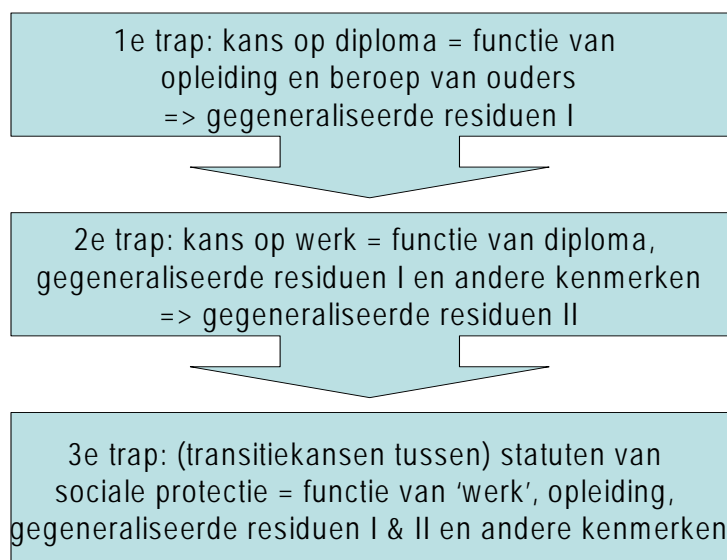 1e trap: kans op diploma = functie van
opleiding en beroep van ouders
=> gegeneraliseerde residuen I
2e trap: kans op werk = functie van diploma,
gegeneraliseerde residuen I en andere kenmerken
=> gegeneraliseerde residuen II
3e trap: (transitiekansen tussen) statuten van
sociale protectie = functie van ‘werk’, opleiding,
gegeneraliseerde residuen I & II en andere kenmerken